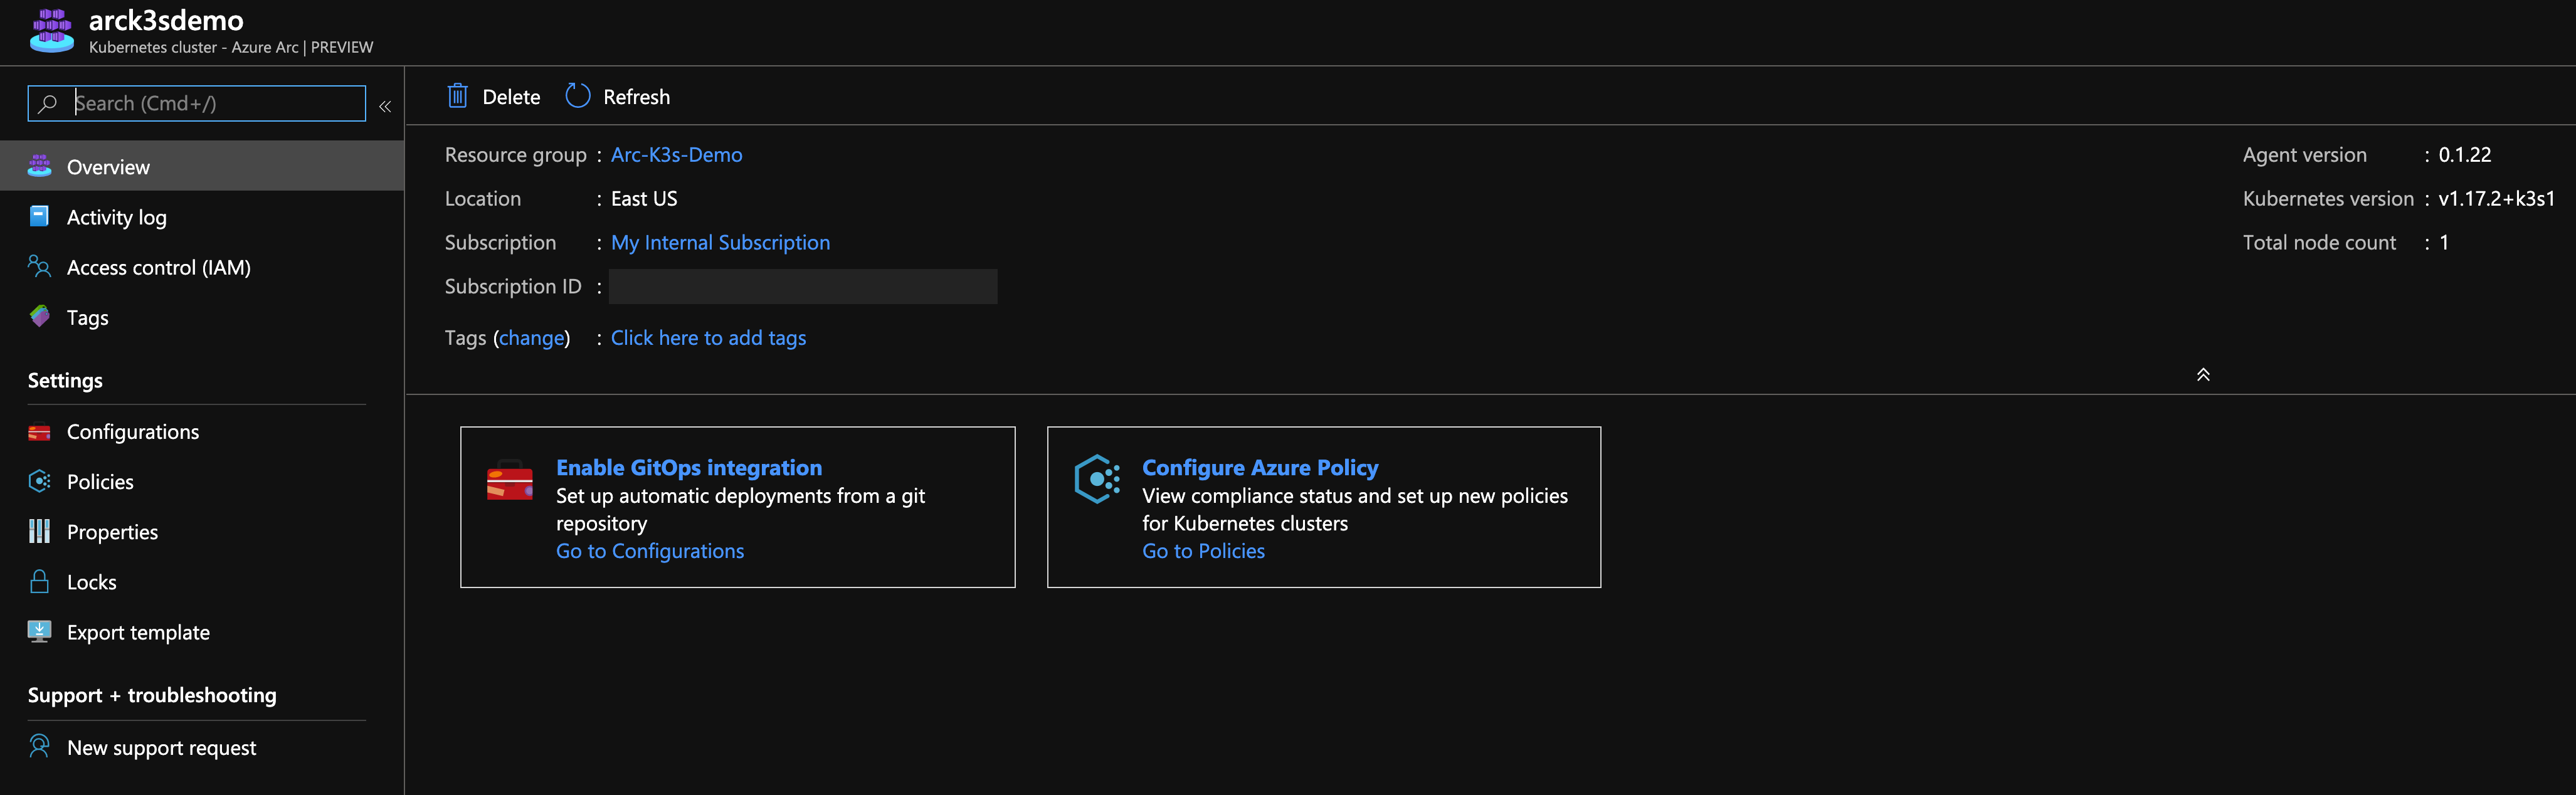 arck3sdemo
Kubernetes cluster - Azure Arc | PREVIEW
Search (Cmd+/)
«
Overview
Activity log
Access control (IAM)
Tags
Settings
Configurations
Policies
Properties
Locks
Export template
Support + troubleshooting
New support request
Delete Refresh
Resource group : Arc-K3s-Demo
Location : East US
Subscription : My Internal Subscription
Subscription ID :
Tags (change) : Click here to add tags
Agent version : 0.1.22
Kubernetes version : v1.17.2+k3s1
Total node count : 1
Enable GitOps integration
Set up automatic deployments from a git
repository
Go to Configurations
Configure Azure Policy
View compliance status and set up new policies
for Kubernetes clusters
Go to Policies